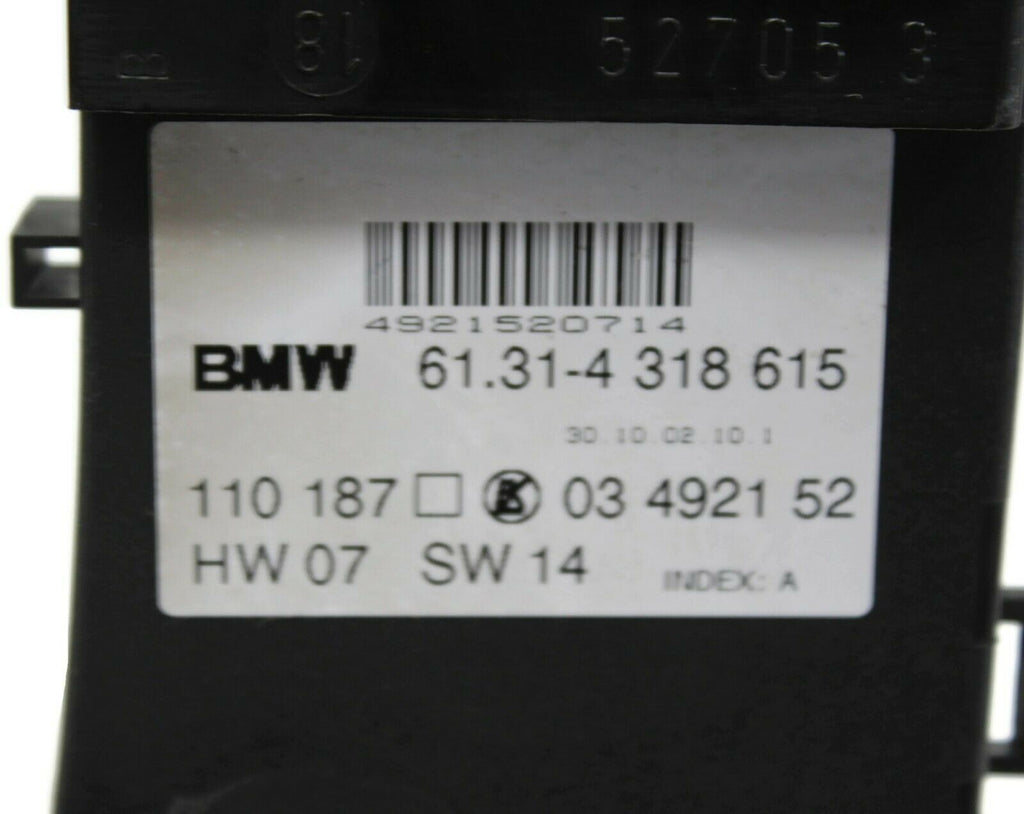 B 18 52705 3
4921520714
BMW 61.31-4 318 615
30.10.02.10.1
110 187 03 4921 52
HW 07 SW 14 INDEX: A